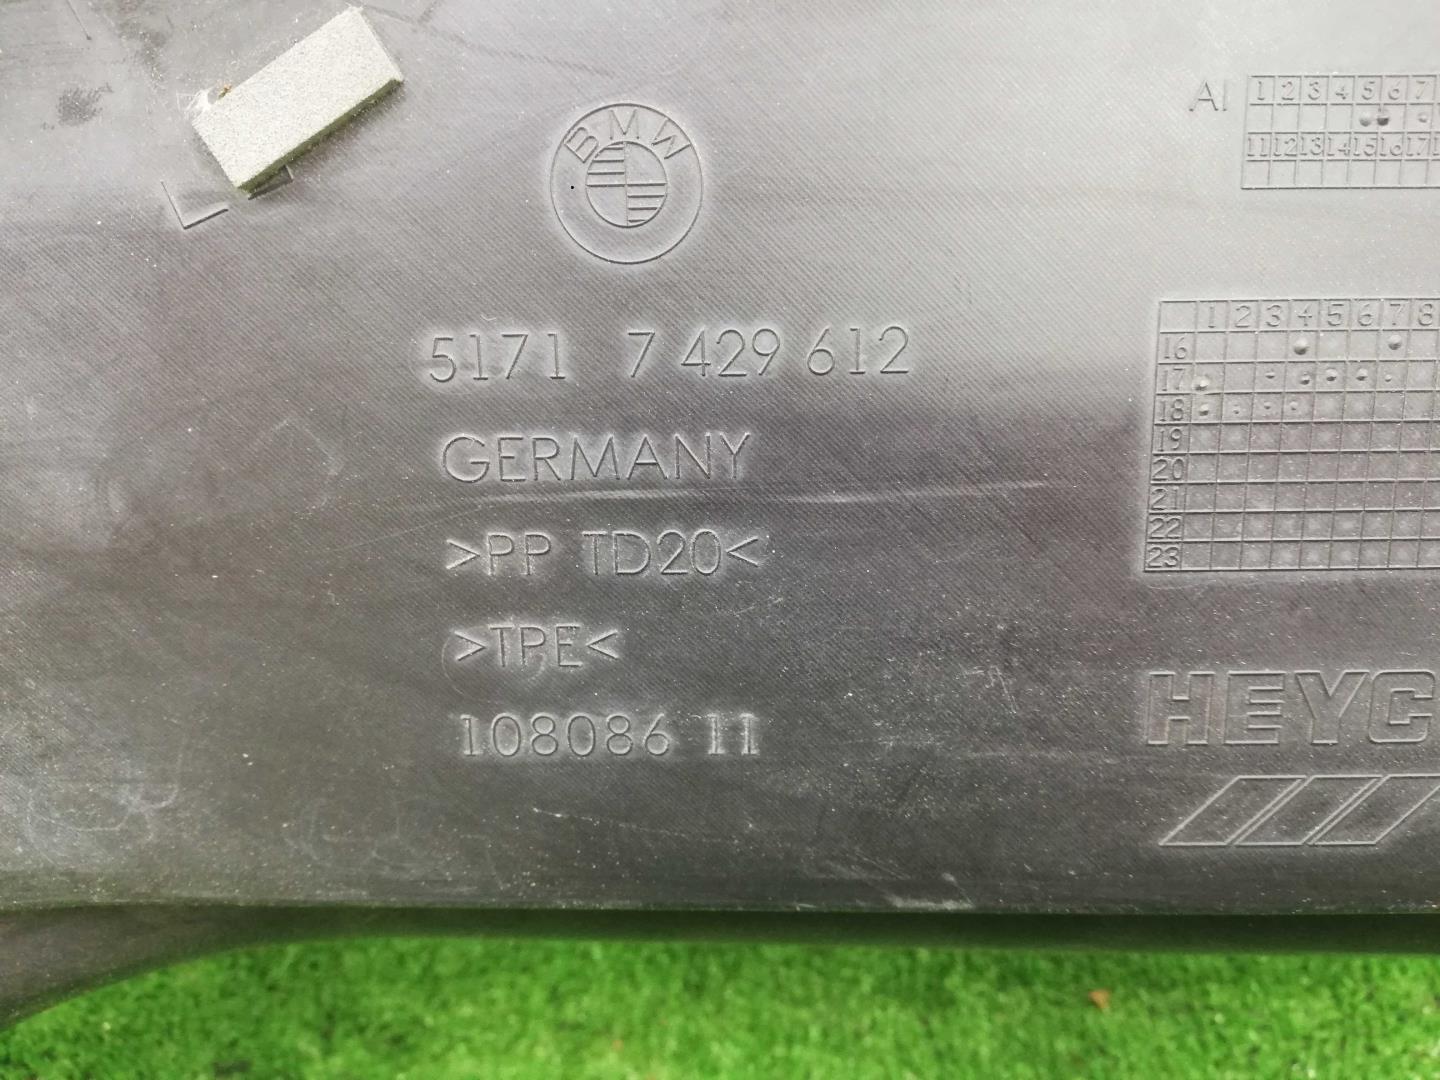 BMW
AI 1 2 3 4 5 6 7
11 12 13 14 15 16 17
5171 7 429 612
1 2 3 4 5 6 7 8
16
17
18
19
20
21
22
23
GERMANY
>PP TD20<
>TPE<
108086 11
HEYC